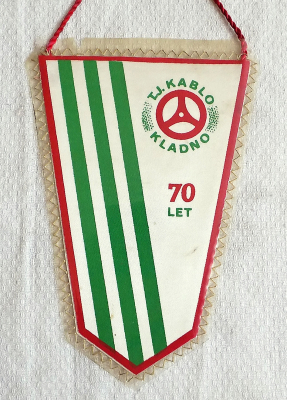 T.J. KABLO
KLADNO
70
LET